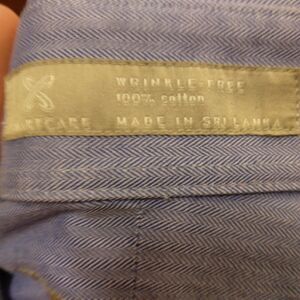 WRINKLE-FREE
100% cotton
MADE IN SRI LANKA